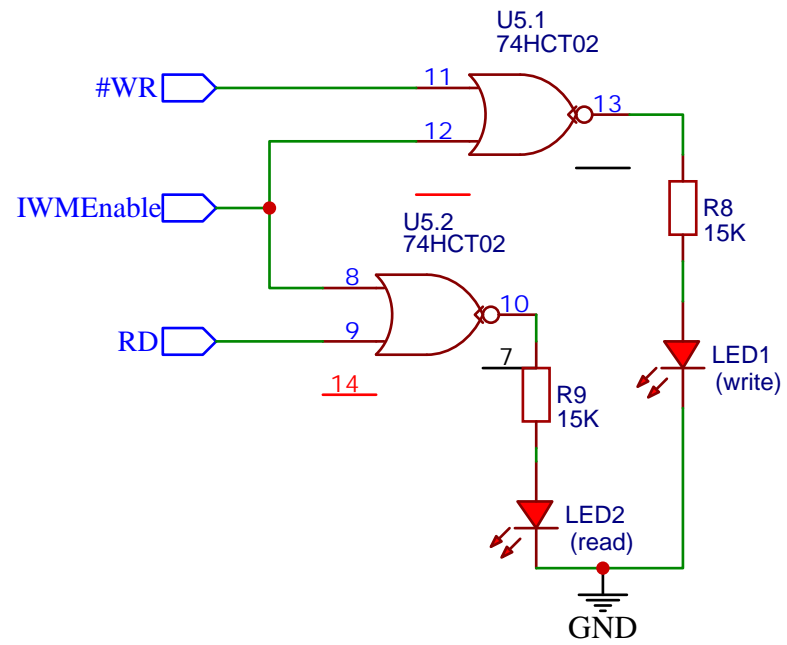 U5.1
74HCT02
#WR
11
13
12
IWMEnable
R8
15K
U5.2
74HCT02
8
10
RD
9
7
14
LED1
(write)
R9
15K
LED2
(read)
GND